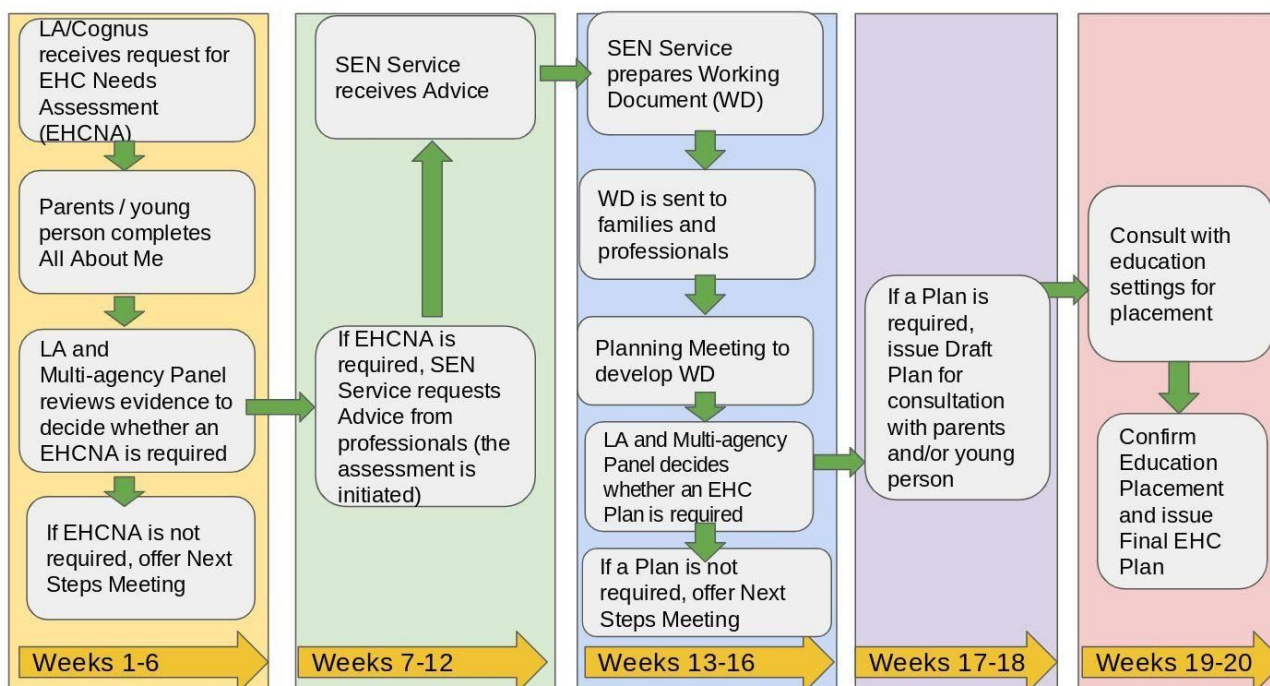 LA/Cognus
receives request for
EHC Needs
Assessment
(EHCNA)
Parents / young
person completes
All About Me
LA and
Multi-agency Panel
reviews evidence to
decide whether an
EHCNA is required
If EHCNA is not
required, offer Next
Steps Meeting
Weeks 1-6
SEN Service
receives Advice
If EHCNA is
required, SEN
Service requests
Advice from
professionals (the
assessment is
initiated)
Weeks 7-12
SEN Service
prepares Working
Document (WD)
WD is sent to
families and
professionals
Planning Meeting to
develop WD
LA and Multi-agency
Panel decides
whether an EHC
Plan is required
If a Plan is not
required, offer Next
Steps Meeting
Weeks 13-16
If a Plan is
required,
issue Draft
Plan for
consultation
with parents
and/or young
person
Weeks 17-18
Consult with
education
settings for
placement
Confirm
Education
Placement
and issue
Final EHC
Plan
Weeks 19-20